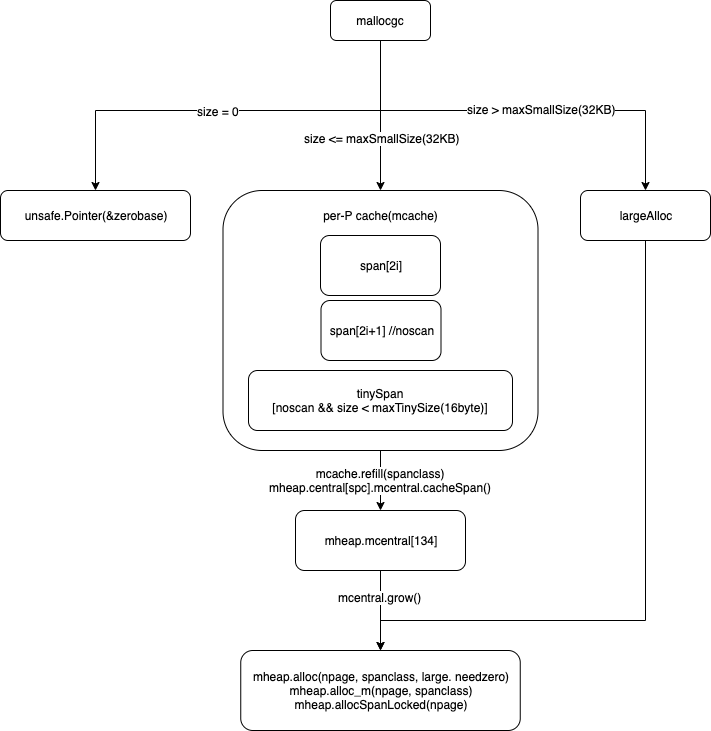 mallocgc
size = 0
size > maxSmallSize(32KB)
size <= maxSmallSize(32KB)
unsafe.Pointer(&zerobase)
per-P cache(mcache)
largeAlloc
span[2i]
span[2i+1] //noscan
tinySpan
[noscan && size < maxTinySize(16byte)]
mcache.refill(spanclass)
mheap.central[spc].mcentral.cacheSpan()
mheap.mcentral[134]
mcentral.grow()
mheap.alloc(npage, spanclass, large. needzero)
mheap.alloc_m(npage, spanclass)
mheap.allocSpanLocked(npage)